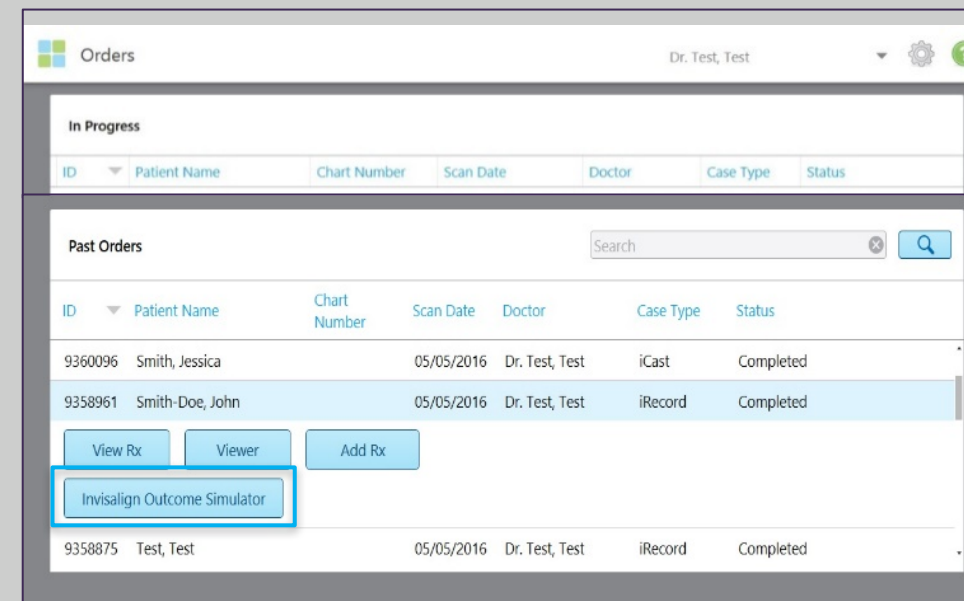 Orders Dr. Test, Test ?
In Progress
ID Patient Name Chart Number Scan Date Doctor Case Type Status
Past Orders Search
ID Patient Name Chart Number Scan Date Doctor Case Type Status
9360096 Smith, Jessica 05/05/2016 Dr. Test, Test iCast Completed
9358961 Smith-Doe, John 05/05/2016 Dr. Test, Test iRecord Completed
View Rx Viewer Add Rx
Invisalign Outcome Simulator
9358875 Test, Test 05/05/2016 Dr. Test, Test iRecord Completed